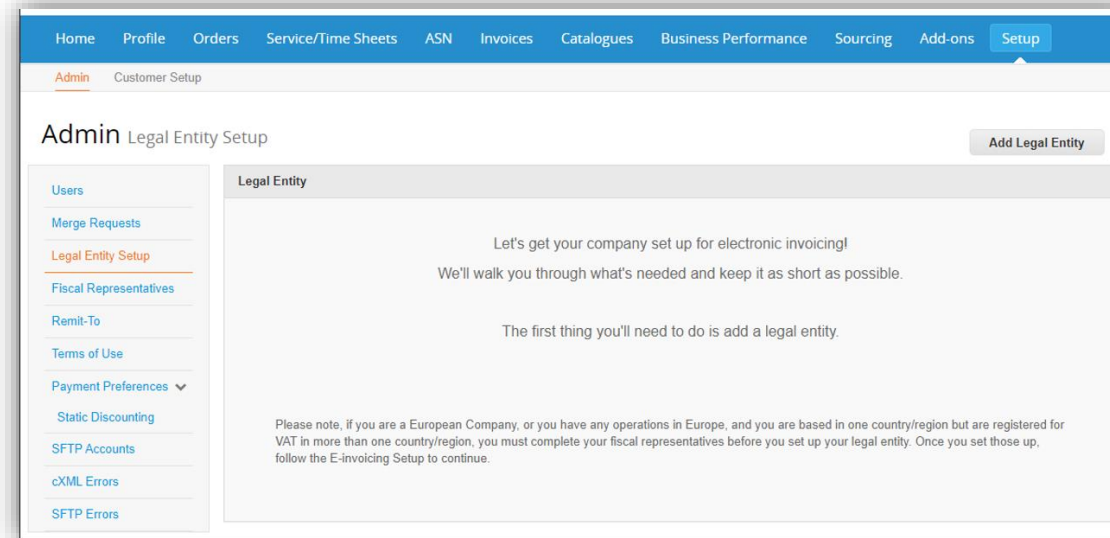 Home Profile Orders Service/Time Sheets ASN Invoices Catalogues Business Performance Sourcing Add-ons Setup
Admin Customer Setup
Admin Legal Entity Setup
Add Legal Entity
Users
Merge Requests
Legal Entity Setup
Fiscal Representatives
Remit-To
Terms of Use
Payment Preferences
Static Discounting
SFTP Accounts
cXML Errors
SFTP Errors
Legal Entity
Let's get your company set up for electronic invoicing!
We'll walk you through what's needed and keep it as short as possible.
The first thing you'll need to do is add a legal entity.
Please note, if you are a European Company, or you have any operations in Europe, and you are based in one country/region but are registered for
VAT in more than one country/region, you must complete your fiscal representatives before you set up your legal entity. Once you set those up,
follow the E-invoicing Setup to continue.